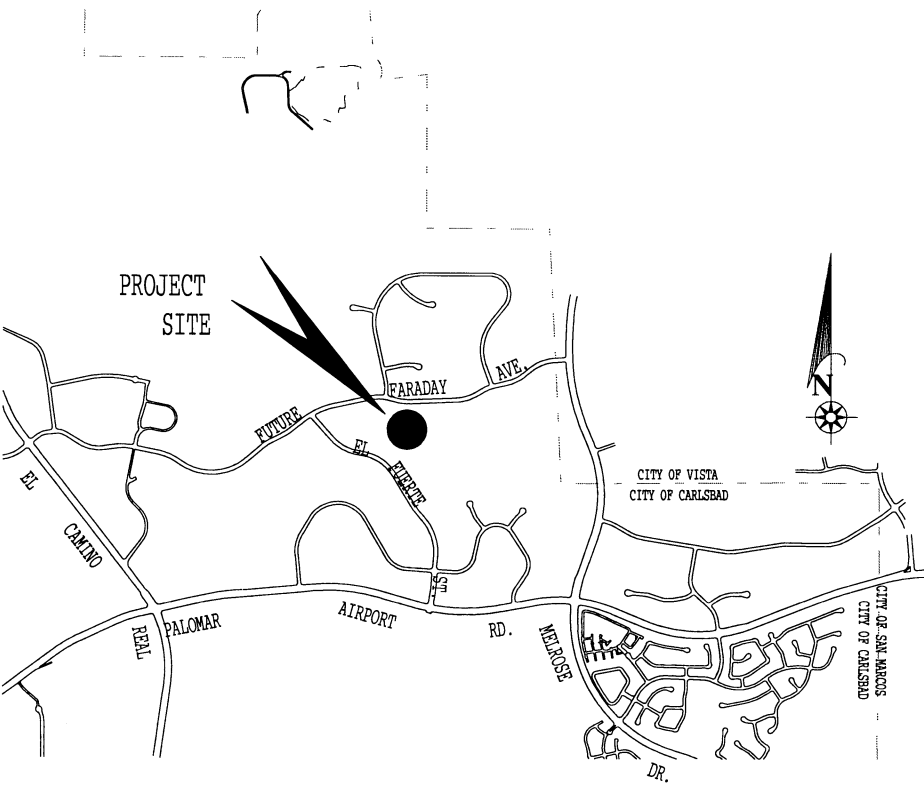 PROJECT
SITE
N
FARADAY AVE.
FUTURE
EL FUERTE ST.
CITY OF VISTA
CITY OF CARLSBAD
EL CAMINO REAL
PALOMAR AIRPORT RD.
MELROSE DR.
CITY OF SAN MARCOS
CITY OF CARLSBAD